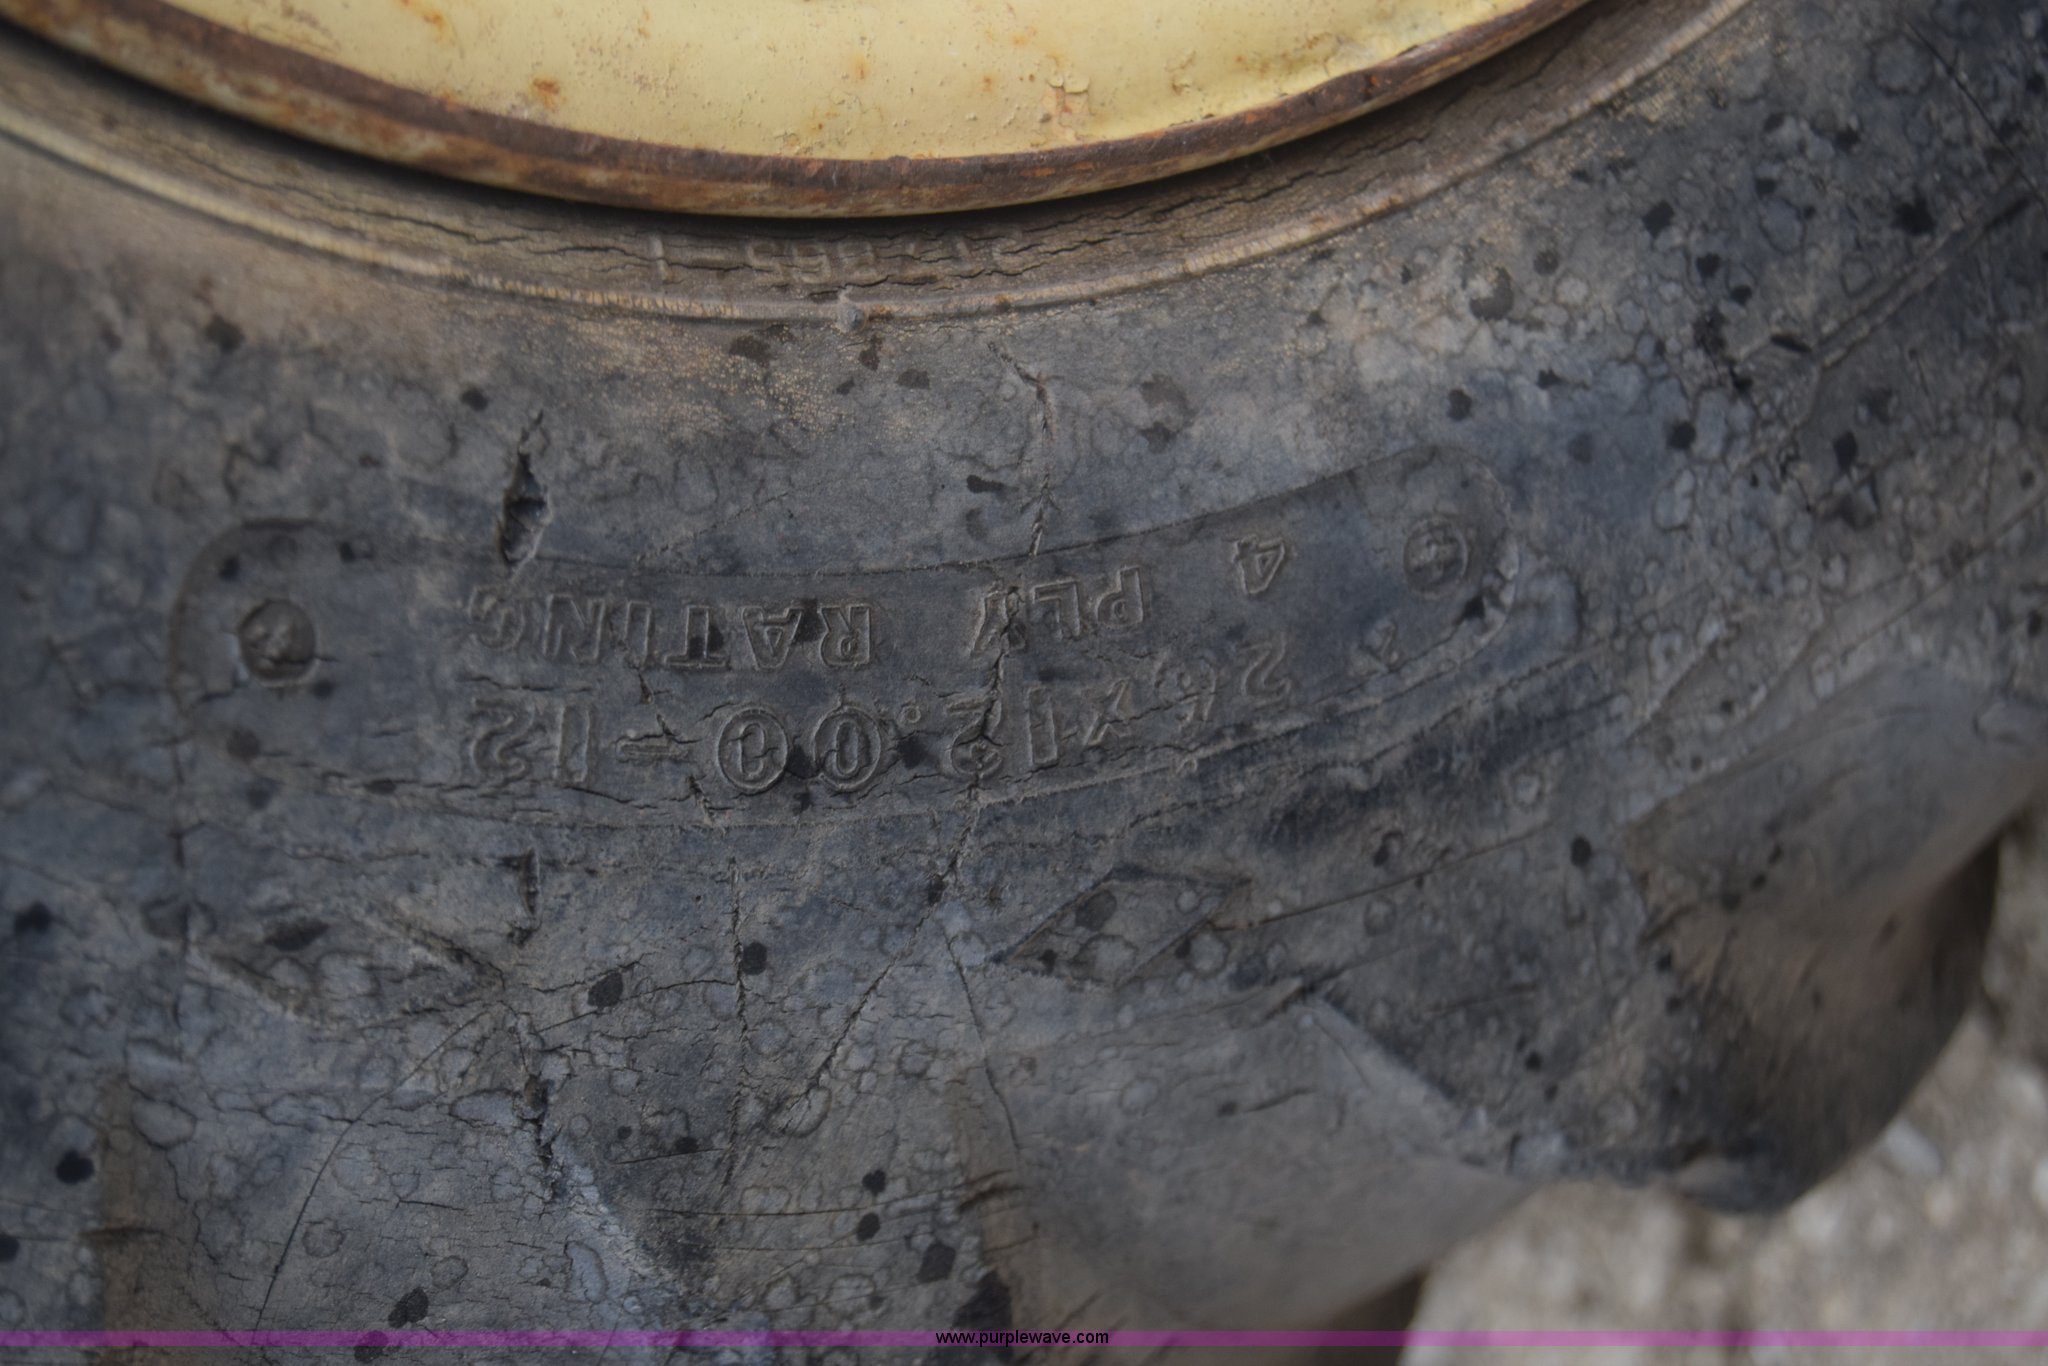 26x12.00-12
4 PLY RATING
www.purplewave.com